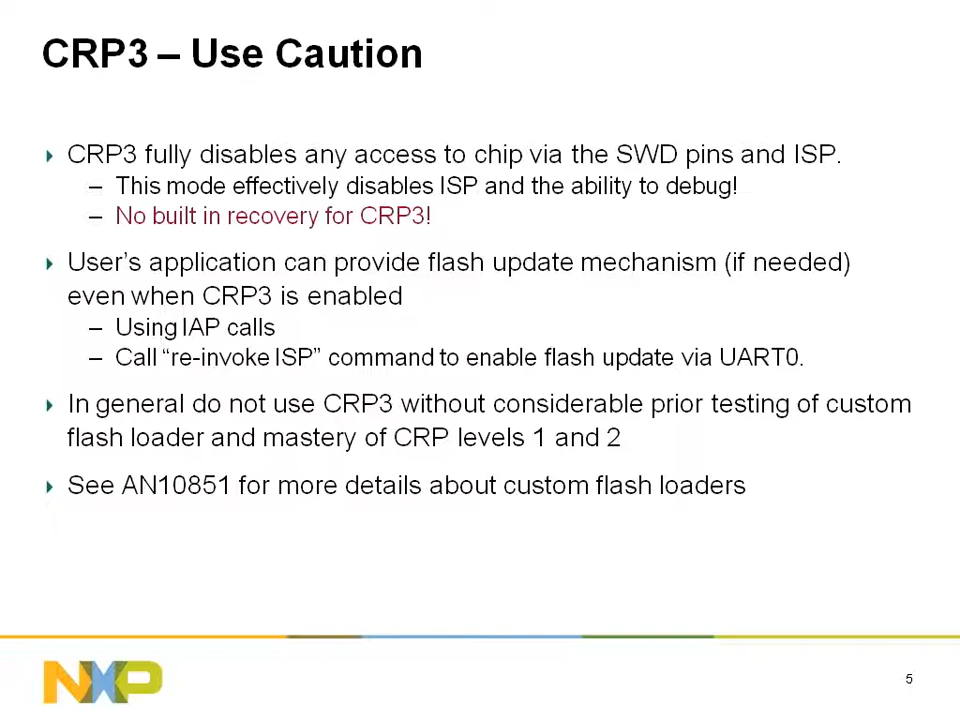 CRP3 – Use Caution
CRP3 fully disables any access to chip via the SWD pins and ISP.
– This mode effectively disables ISP and the ability to debug!
– No built in recovery for CRP3!
User's application can provide flash update mechanism (if needed)
even when CRP3 is enabled
– Using IAP calls
– Call “re-invoke ISP” command to enable flash update via UART0.
In general do not use CRP3 without considerable prior testing of custom
flash loader and mastery of CRP levels 1 and 2
See AN10851 for more details about custom flash loaders
NXP
5